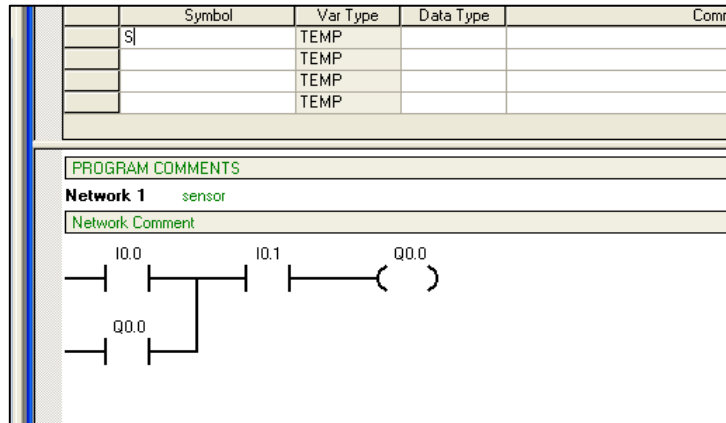 Symbol Var Type Data Type
S TEMP
TEMP
TEMP
TEMP
PROGRAM COMMENTS
Network 1 sensor
Network Comment
I0.0 I0.1 Q0.0
Q0.0